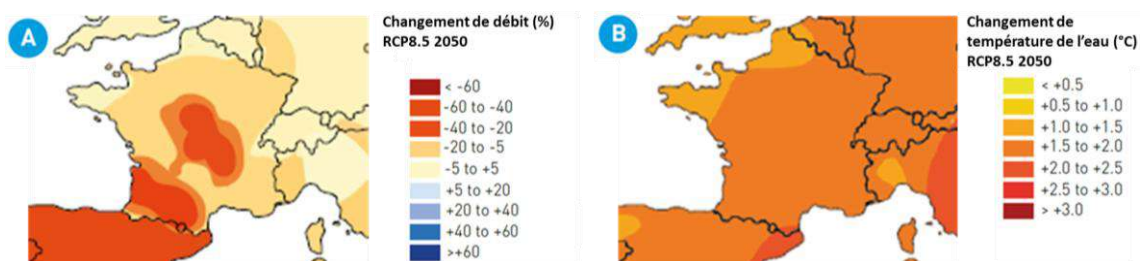 A
Changement de débit (%)
RCP8.5 2050
< -60
-60 to -40
-40 to -20
-20 to -5
-5 to +5
+5 to +20
+20 to +40
+40 to +60
>+60
B
Changement de
température de l'eau (°C)
RCP8.5 2050
< +0.5
+0.5 to +1.0
+1.0 to +1.5
+1.5 to +2.0
+2.0 to +2.5
+2.5 to +3.0
> +3.0